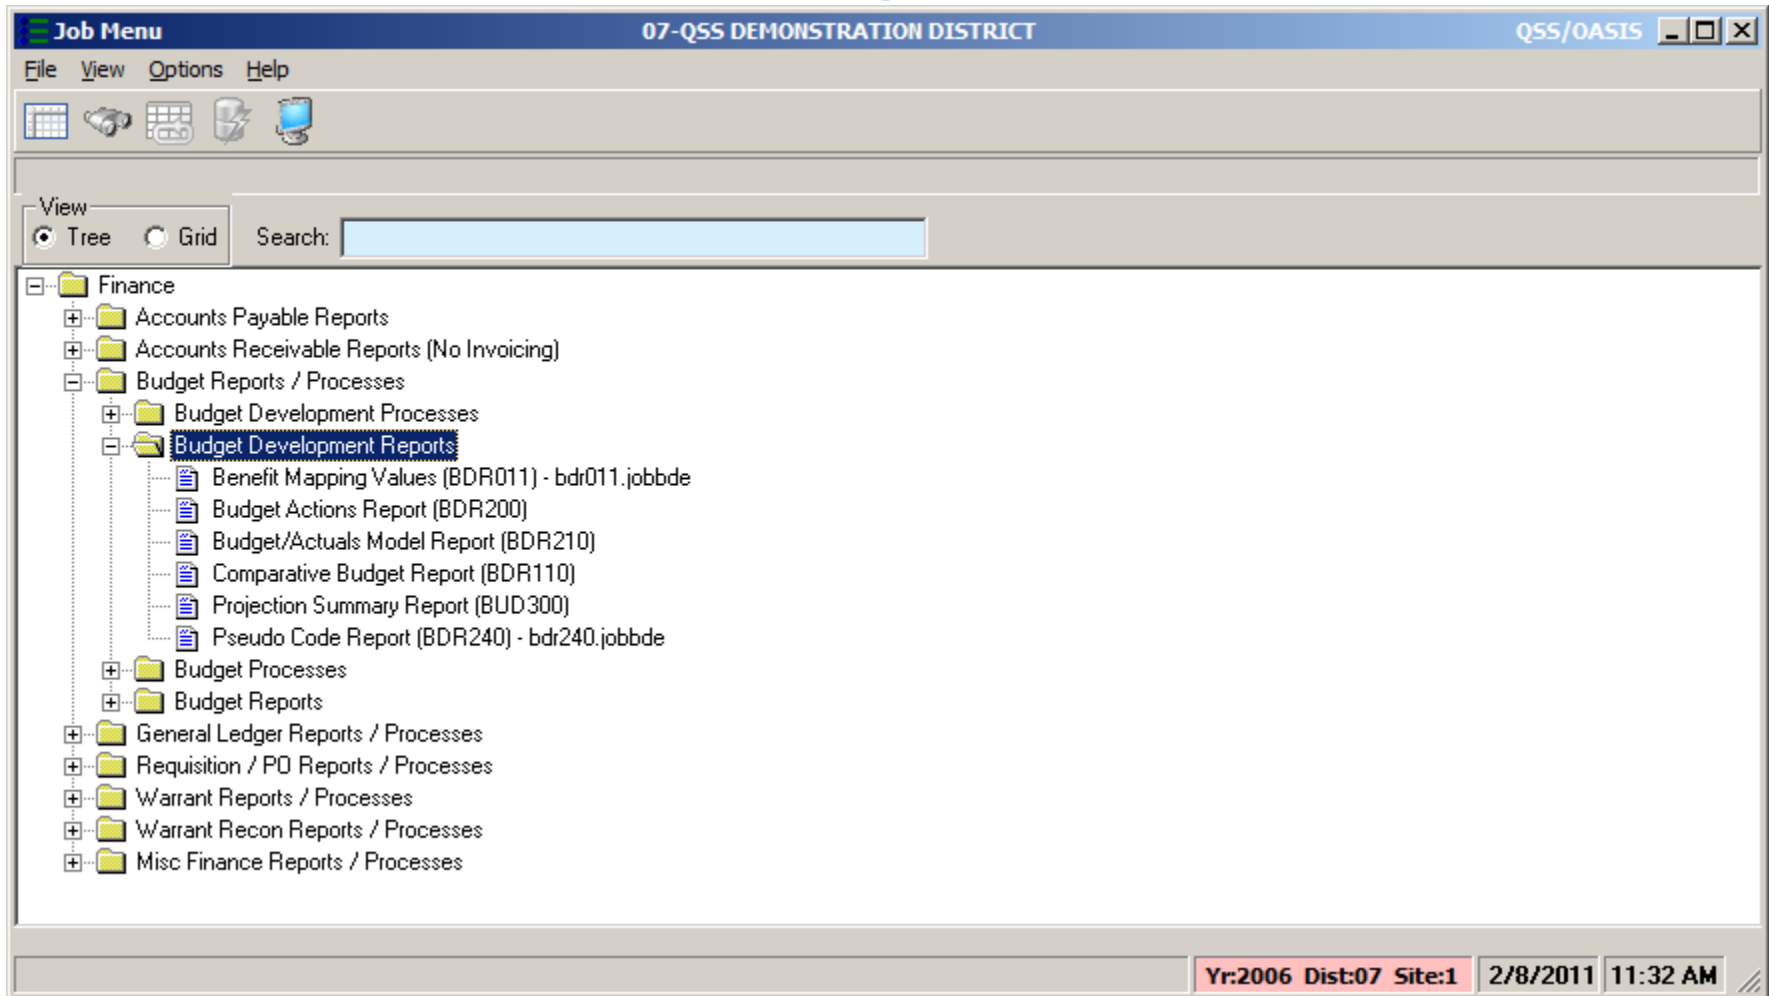 Job Menu 07-QSS DEMONSTRATION DISTRICT QSS/OASIS
File View Options Help
View
Tree Grid Search:
Finance
Accounts Payable Reports
Accounts Receivable Reports (No Invoicing)
Budget Reports / Processes
Budget Development Processes
Budget Development Reports
Benefit Mapping Values (BDR011) - bdr011.jobbde
Budget Actions Report (BDR200)
Budget/Actuals Model Report (BDR210)
Comparative Budget Report (BDR110)
Projection Summary Report (BUD300)
Pseudo Code Report (BDR240) - bdr240.jobbde
Budget Processes
Budget Reports
General Ledger Reports / Processes
Requisition / PO Reports / Processes
Warrant Reports / Processes
Warrant Recon Reports / Processes
Misc Finance Reports / Processes
Yr:2006 Dist:07 Site:1 2/8/2011 11:32 AM